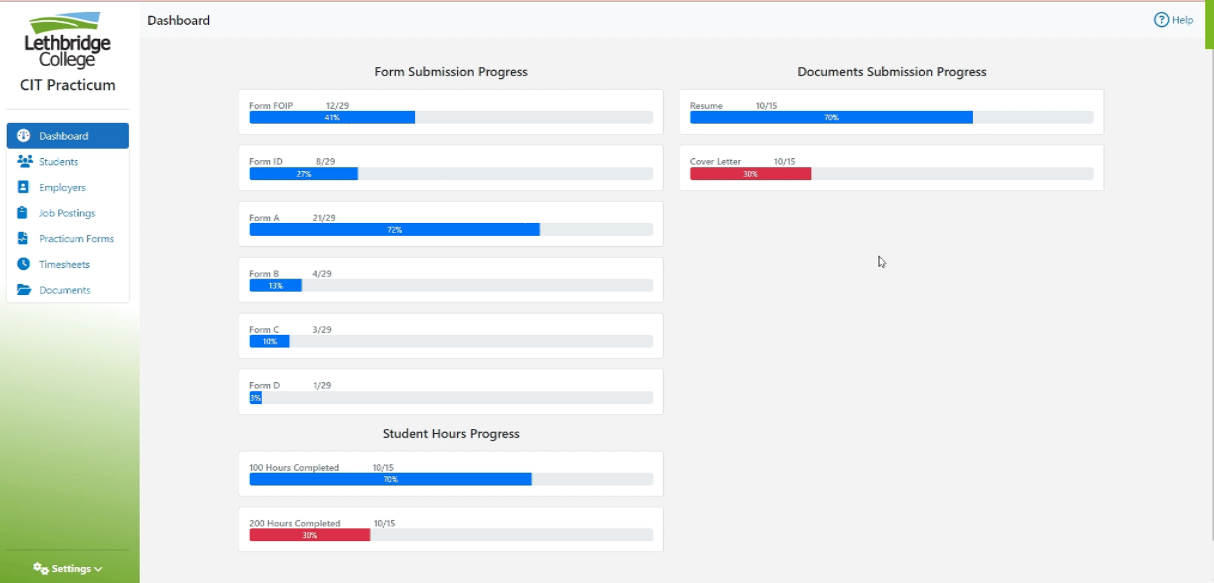 Lethbridge
College
CIT Practicum
Dashboard
Students
Employers
Job Postings
Practicum Forms
Timesheets
Documents
Settings
Dashboard
Help
Form Submission Progress
Form FOIP 12/29
41%
Form ID 8/29
27%
Form A 21/29
72%
Form B 4/29
13%
Form C 3/29
10%
Form D 1/29
3%
Student Hours Progress
100 Hours Completed 10/15
70%
200 Hours Completed 10/15
30%
Documents Submission Progress
Resume 10/15
70%
Cover Letter 10/15
30%